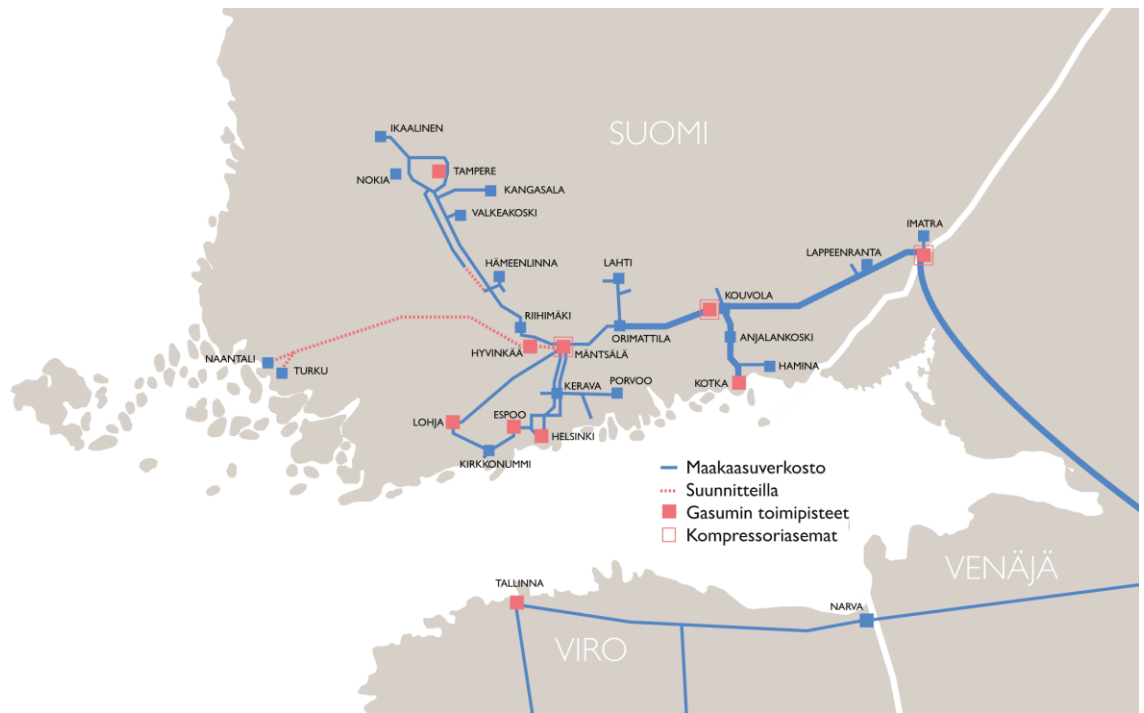 SUOMI
IKAALINEN
TAMPERE
NOKIA
KANGASALA
VALKEAKOSKI
IMATRA
LAPPEENRANTA
HÄMEENLINNA
LAHTI
KOUVOLA
RIIHIMÄKI
ORIMATTILA
ANJALANKOSKI
HYVINKÄÄ
MÄNTSÄLÄ
NAANTALI
TURKU
HAMINA
KERAVA
PORVOO
KOTKA
LOHJA
ESPOO
HELSINKI
KIRKKONUMMI
Maakaasuverkosto
Suunnitteilla
Gasumin toimipisteet
Kompressoriasemat
VENÄJÄ
TALLINNA
NARVA
VIRO